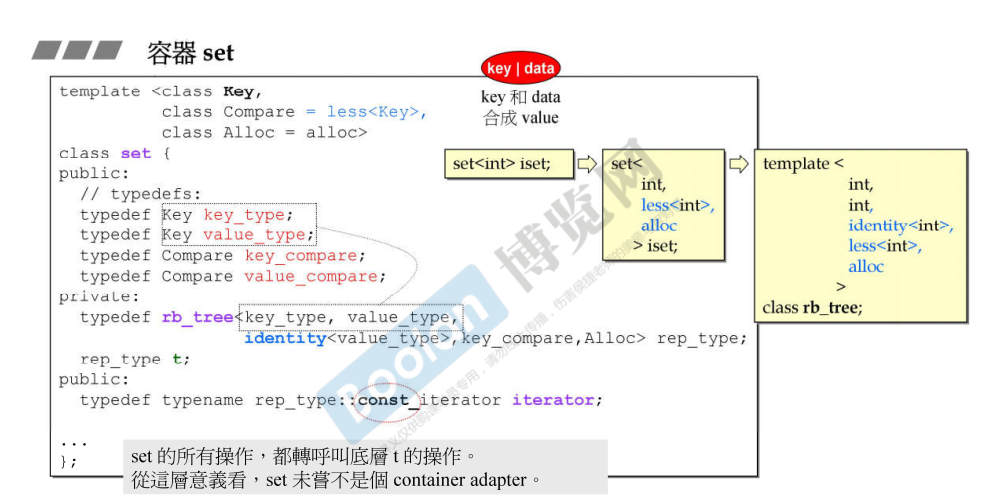 容器 set
key | data
key 和 data
合成 value
template <class Key,
class Compare = less<Key>,
class Alloc = alloc>
class set {
public:
// typedefs:
typedef Key key_type;
typedef Key value_type;
typedef Compare key_compare;
typedef Compare value_compare;
private:
typedef rb_tree<key_type, value_type,
identity<value_type>,key_compare,Alloc> rep_type;
rep_type t;
public:
typedef typename rep_type::const_iterator iterator;
...
};
set<int> iset;
set<
int,
less<int>,
alloc
> iset;
template <
int,
int,
identity<int>,
less<int>,
alloc
>
class rb_tree;
set 的所有操作，都轉呼叫底層 t 的操作。
從這層意義看，set 未嘗不是個 container adapter。
Boolan 博览网